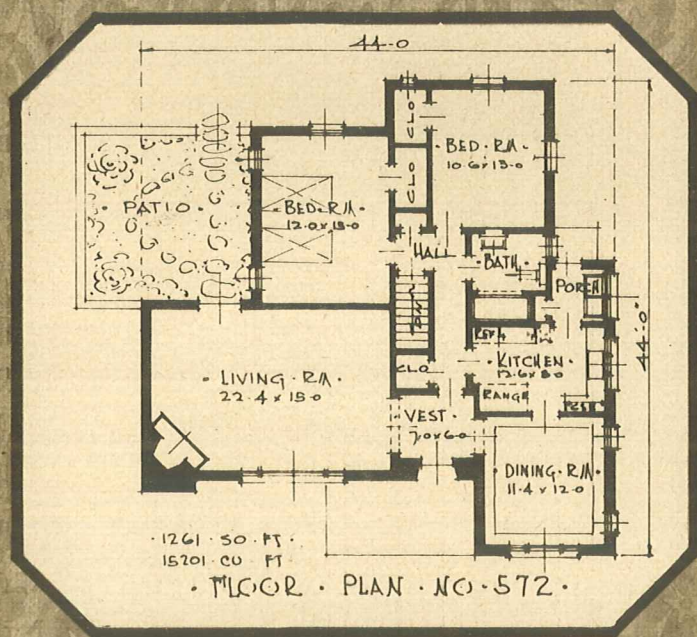 44-0
CLO
BED·RM·
10-6 x 13-0
CLO
·PATIO·
·BED·RM·
12-0 x 15-0
HALL
·BATH·
PORCH
DN
44'-0"
REF
·KITCHEN·
12-6 x 8-0
CLO
RANGE
·LIVING·RM·
22-4 x 15-0
VEST·
7-0 x 6-0
DINING·RM·
11-4 x 12-0
·1261·SQ·FT·
15201·CU·FT
·FLOOR·PLAN·NO·572·